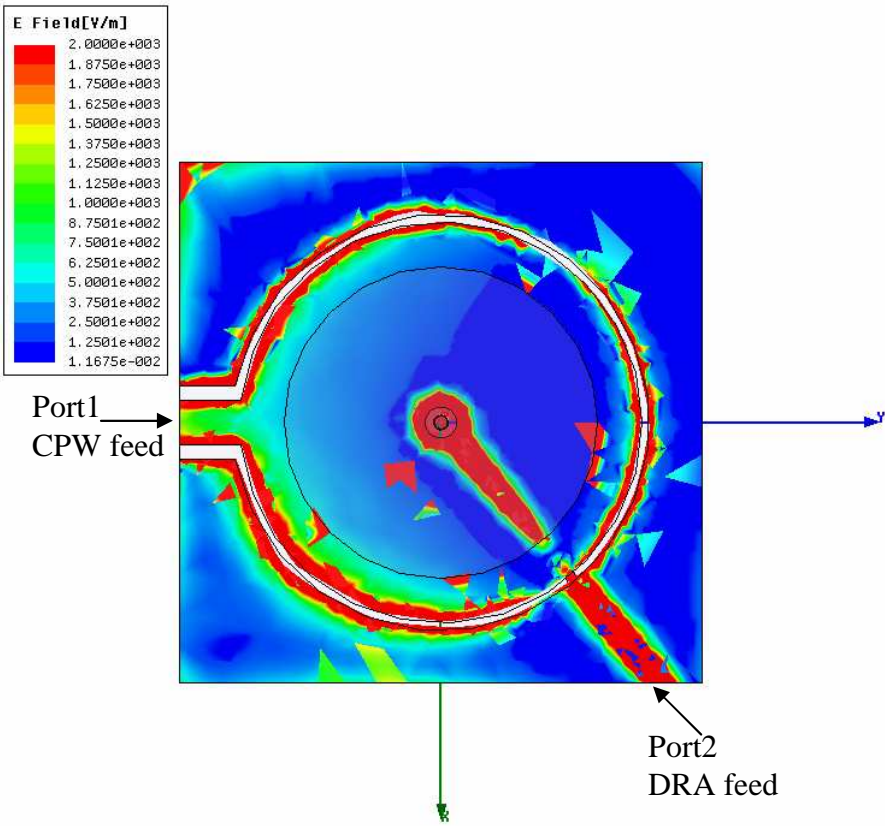 E Field[V/m]
2.0000e+003
1.8750e+003
1.7500e+003
1.6250e+003
1.5000e+003
1.3750e+003
1.2500e+003
1.1250e+003
1.0000e+003
8.7501e+002
7.5001e+002
6.2501e+002
5.0001e+002
3.7501e+002
2.5001e+002
1.2501e+002
1.1675e-002
Port1
CPW feed
Y
X
Port2
DRA feed